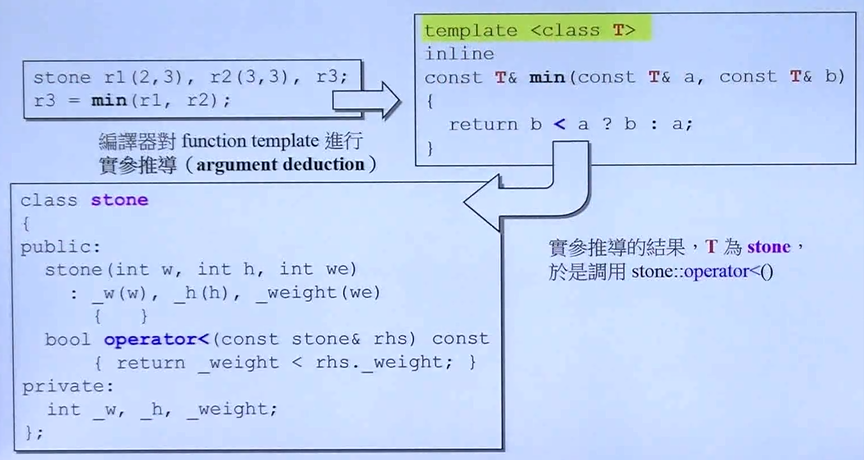 stone r1(2,3), r2(3,3), r3;
r3 = min(r1, r2);
編譯器對 function template 進行
實參推導（argument deduction）
template <class T>
inline
const T& min(const T& a, const T& b)
{
return b < a ? b : a;
}
class stone
{
public:
stone(int w, int h, int we)
: _w(w), _h(h), _weight(we)
{ }
bool operator<(const stone& rhs) const
{ return _weight < rhs._weight; }
private:
int _w, _h, _weight;
};
實參推導的結果，T 為 stone，
於是調用 stone::operator<()